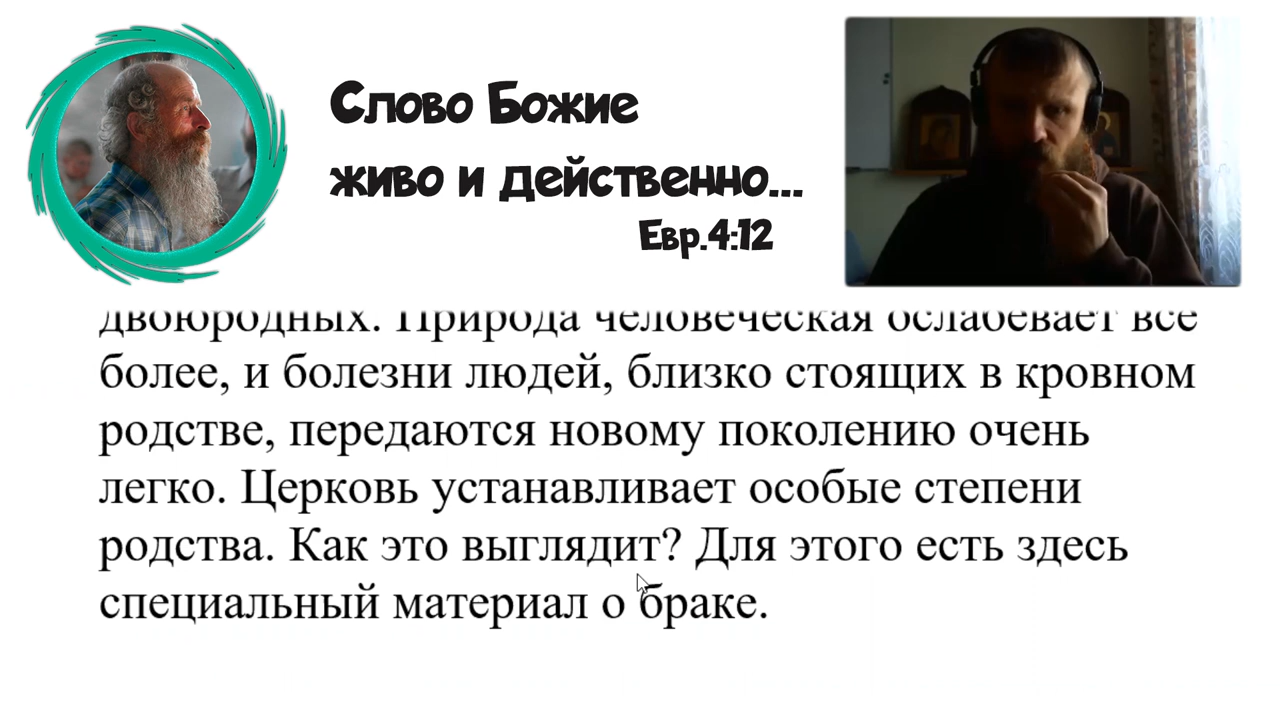 Слово Божие
живо и действенно...
Евр.4:12
двоюродных. Природа человеческая ослабевает все
более, и болезни людей, близко стоящих в кровном
родстве, передаются новому поколению очень
легко. Церковь устанавливает особые степени
родства. Как это выглядит? Для этого есть здесь
специальный материал о браке.